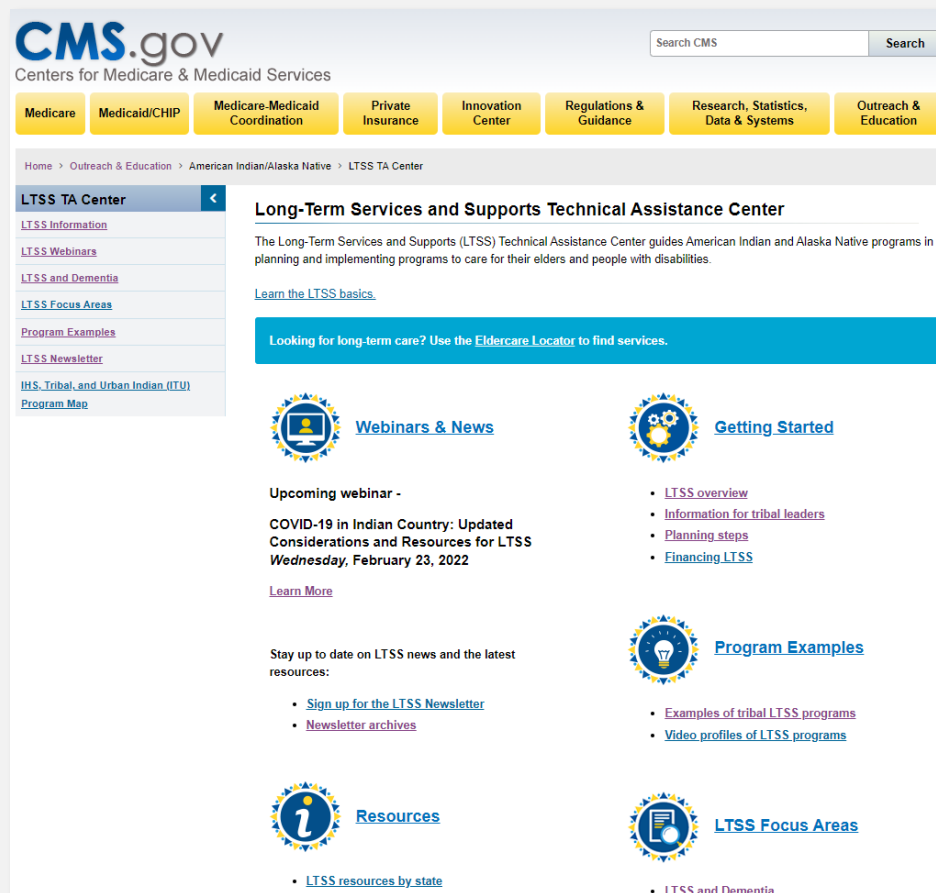 CMS.gov
Centers for Medicare & Medicaid Services
Search CMS
Search
Medicare
Medicaid/CHIP
Medicare-Medicaid
Coordination
Private
Insurance
Innovation
Center
Regulations &
Guidance
Research, Statistics,
Data & Systems
Outreach &
Education
Home > Outreach & Education > American Indian/Alaska Native > LTSS TA Center
LTSS TA Center
LTSS Information
LTSS Webinars
LTSS and Dementia
LTSS Focus Areas
Program Examples
LTSS Newsletter
IHS, Tribal, and Urban Indian (ITU)
Program Map
Long-Term Services and Supports Technical Assistance Center
The Long-Term Services and Supports (LTSS) Technical Assistance Center guides American Indian and Alaska Native programs in
planning and implementing programs to care for their elders and people with disabilities.
Learn the LTSS basics.
Looking for long-term care? Use the Eldercare Locator to find services.
Webinars & News
Upcoming webinar -
COVID-19 in Indian Country: Updated
Considerations and Resources for LTSS
Wednesday, February 23, 2022
Learn More
Stay up to date on LTSS news and the latest
resources:
• Sign up for the LTSS Newsletter
• Newsletter archives
Resources
• LTSS resources by state
Getting Started
• LTSS overview
• Information for tribal leaders
• Planning steps
• Financing LTSS
Program Examples
• Examples of tribal LTSS programs
• Video profiles of LTSS programs
LTSS Focus Areas
• LTSS and Dementia